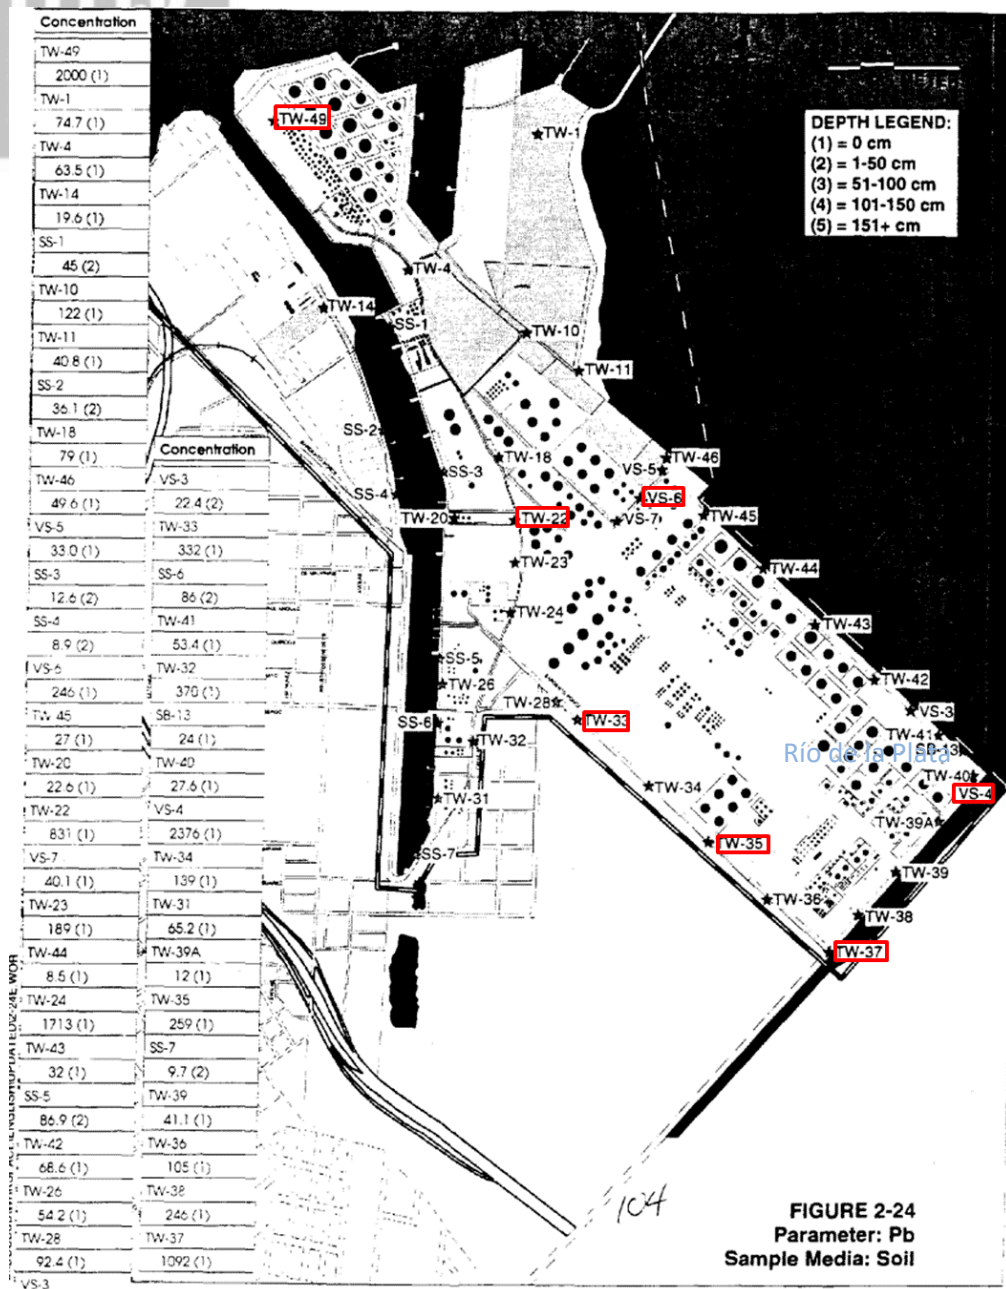 Concentration
TW-49
2000 (1)
TW-1
74.7 (1)
TW-4
63.5 (1)
TW-14
19.6 (1)
SS-1
45 (2)
TW-10
122 (1)
TW-11
40.8 (1)
SS-2
36.1 (2)
TW-18
79 (1)
TW-46
49.6 (1)
VS-5
33.0 (1)
SS-3
12.6 (2)
SS-4
8.9 (2)
VS-6
246 (1)
TW-45
27 (1)
TW-20
22.6 (1)
TW-22
831 (1)
VS-7
40.1 (1)
TW-23
189 (1)
TW-44
8.5 (1)
TW-24
1713 (1)
TW-43
32 (1)
SS-5
86.9 (2)
TW-42
68.6 (1)
TW-26
54.2 (1)
TW-28
92.4 (1)
VS-3
Concentration
VS-3
22.4 (2)
TW-33
332 (1)
SS-6
86 (2)
TW-41
53.4 (1)
TW-32
370 (1)
SB-13
24 (1)
TW-40
27.6 (1)
VS-4
2376 (1)
TW-34
139 (1)
TW-31
65.2 (1)
TW-39A
12 (1)
TW-35
259 (1)
SS-7
9.7 (2)
TW-39
41.1 (1)
TW-36
105 (1)
TW-38
246 (1)
TW-37
1092 (1)
DEPTH LEGEND:
(1) = 0 cm
(2) = 1-50 cm
(3) = 51-100 cm
(4) = 101-150 cm
(5) = 151+ cm
TW-49
TW-1
TW-4
TW-14
SS-1
TW-10
TW-11
SS-2
TW-18
TW-46
VS-5
SS-3
SS-4
VS-6
TW-20
TW-22
VS-7
TW-45
TW-23
TW-44
TW-24
TW-43
SS-5
TW-42
TW-26
TW-28
VS-3
SS-6
TW-33
TW-41
TW-32
SB-13
Río de la Plata
TW-40
TW-34
VS-4
TW-31
TW-39A
TW-35
SS-7
TW-39
TW-36
TW-38
TW-37
104
FIGURE 2-24
Parameter: Pb
Sample Media: Soil